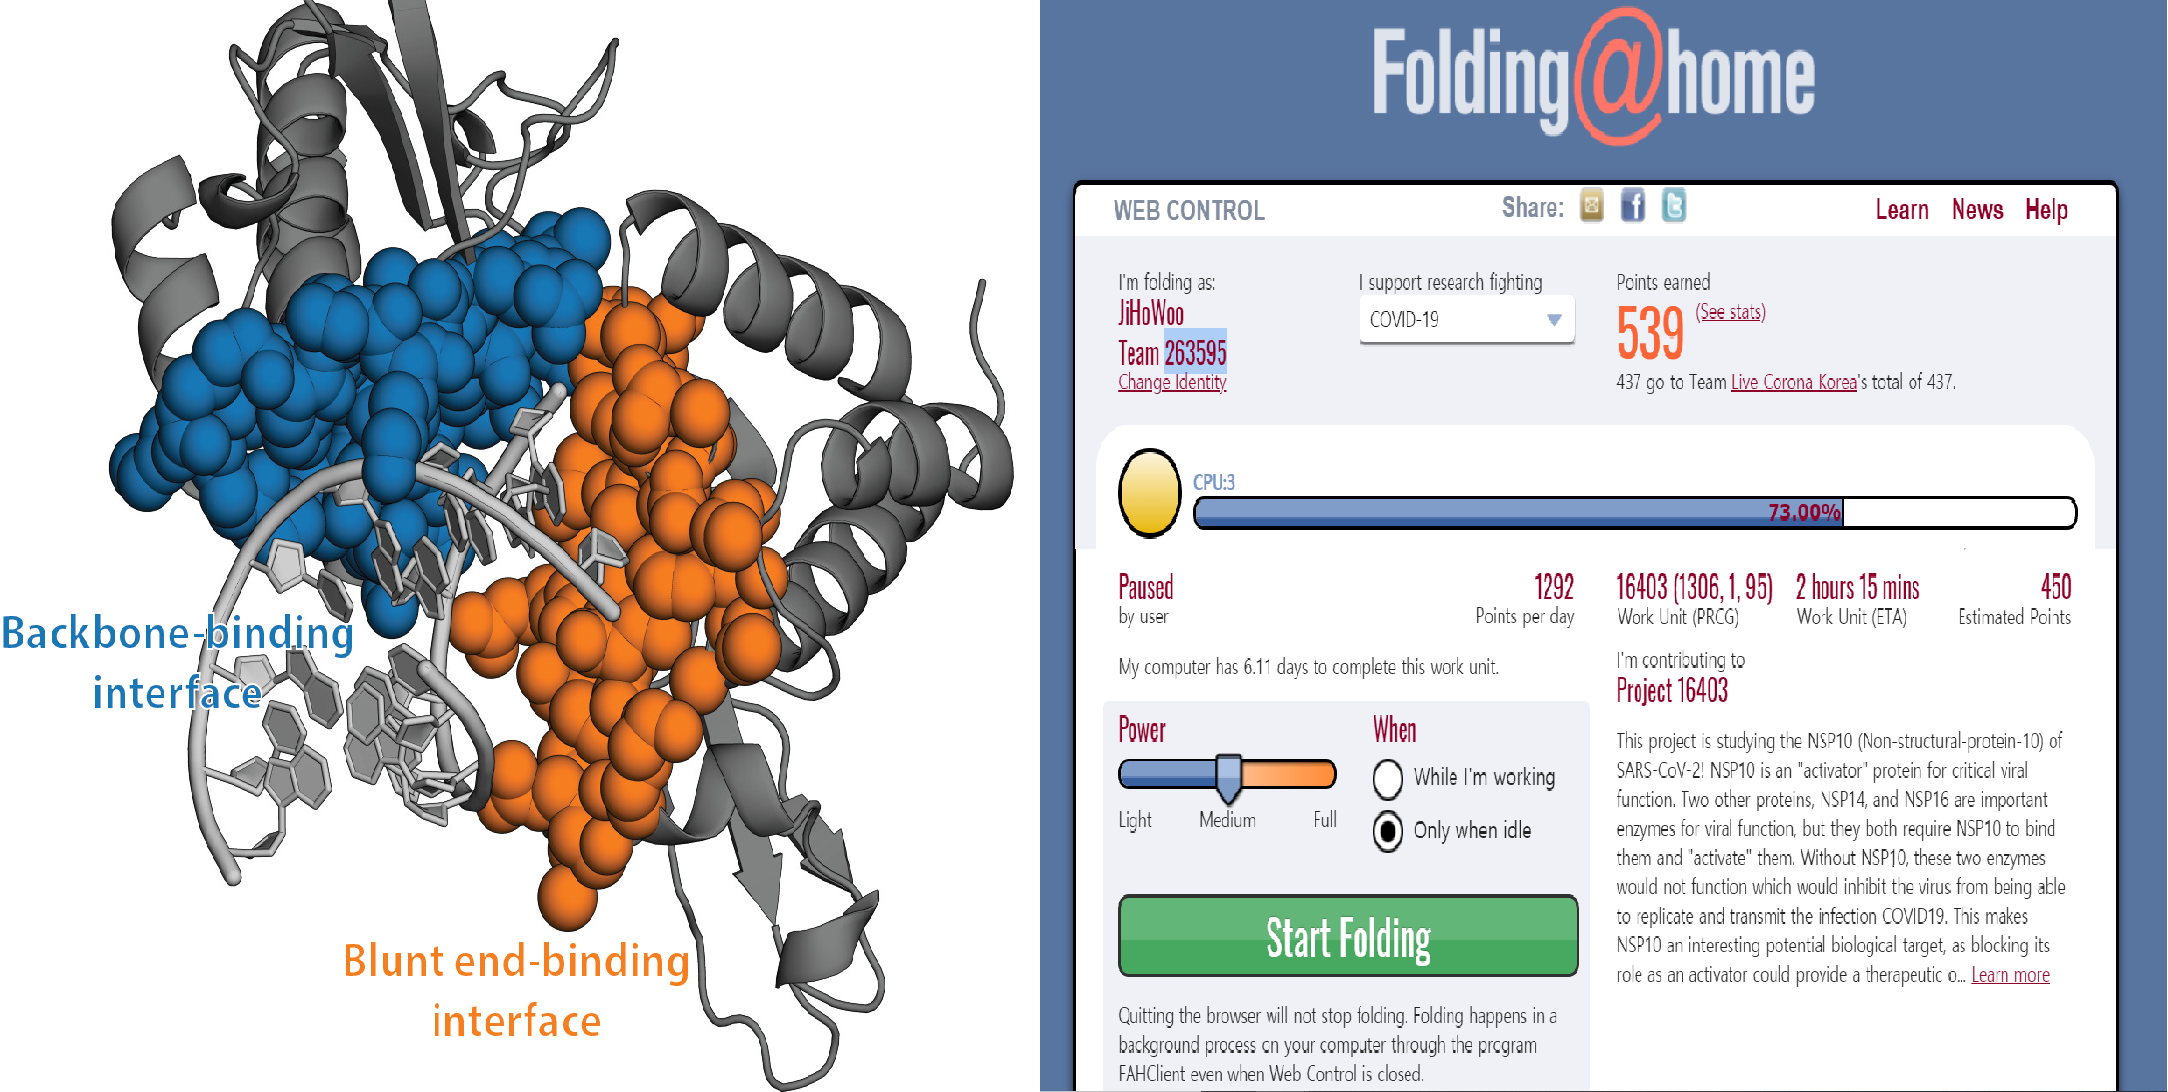 Backbone-binding
interface
Blunt end-binding
interface
Folding@home
WEB CONTROL
Share:
Learn News Help
I'm folding as:
JiHoWoo
Team 263595
Change Identity
I support research fighting
COVID-19
Points earned
539 (See stats)
437 go to Team Live Corona Korea's total of 437.
CPU:3
73.00%
Paused
by user
1292
Points per day
16403 (1306, 1, 95)
Work Unit (PRCG)
2 hours 15 mins
Work Unit (ETA)
450
Estimated Points
My computer has 6.11 days to complete this work unit.
I'm contributing to
Project 16403
Power
Light Medium Full
When
While I'm working
Only when idle
Start Folding
Quitting the browser will not stop folding. Folding happens in a
background process on your computer through the program
FAHClient even when Web Control is closed.
This project is studying the NSP10 (Non-structural-protein-10) of
SARS-CoV-2! NSP10 is an "activator" protein for critical viral
function. Two other proteins, NSP14, and NSP16 are important
enzymes for viral function, but they both require NSP10 to bind
them and "activate" them. Without NSP10, these two enzymes
would not function which would inhibit the virus from being able
to replicate and transmit the infection COVID19. This makes
NSP10 an interesting potential biological target, as blocking its
role as an activator could provide a therapeutic o... Learn more